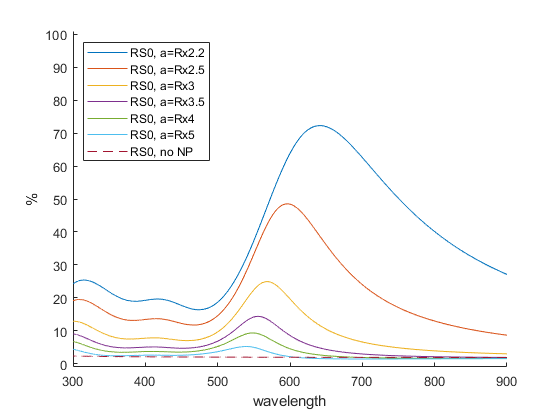 100
90
80
70
60
50
40
30
20
10
0
%
RS0, a=Rx2.2
RS0, a=Rx2.5
RS0, a=Rx3
RS0, a=Rx3.5
RS0, a=Rx4
RS0, a=Rx5
RS0, no NP
300 400 500 600 700 800 900
wavelength